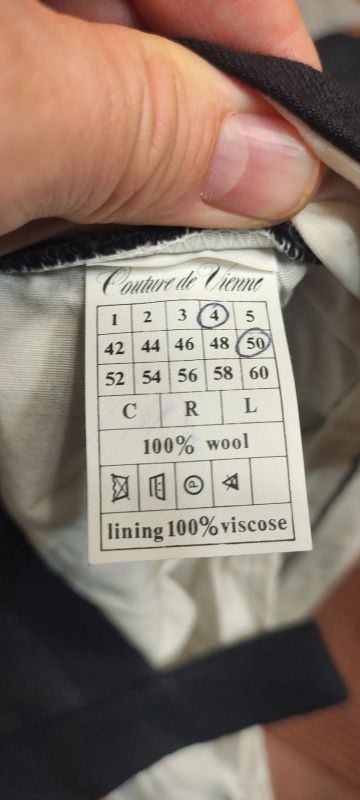 Couture de Vienne
1 2 3 4 5
42 44 46 48 50
52 54 56 58 60
C R L
100% wool
P
lining 100% viscose